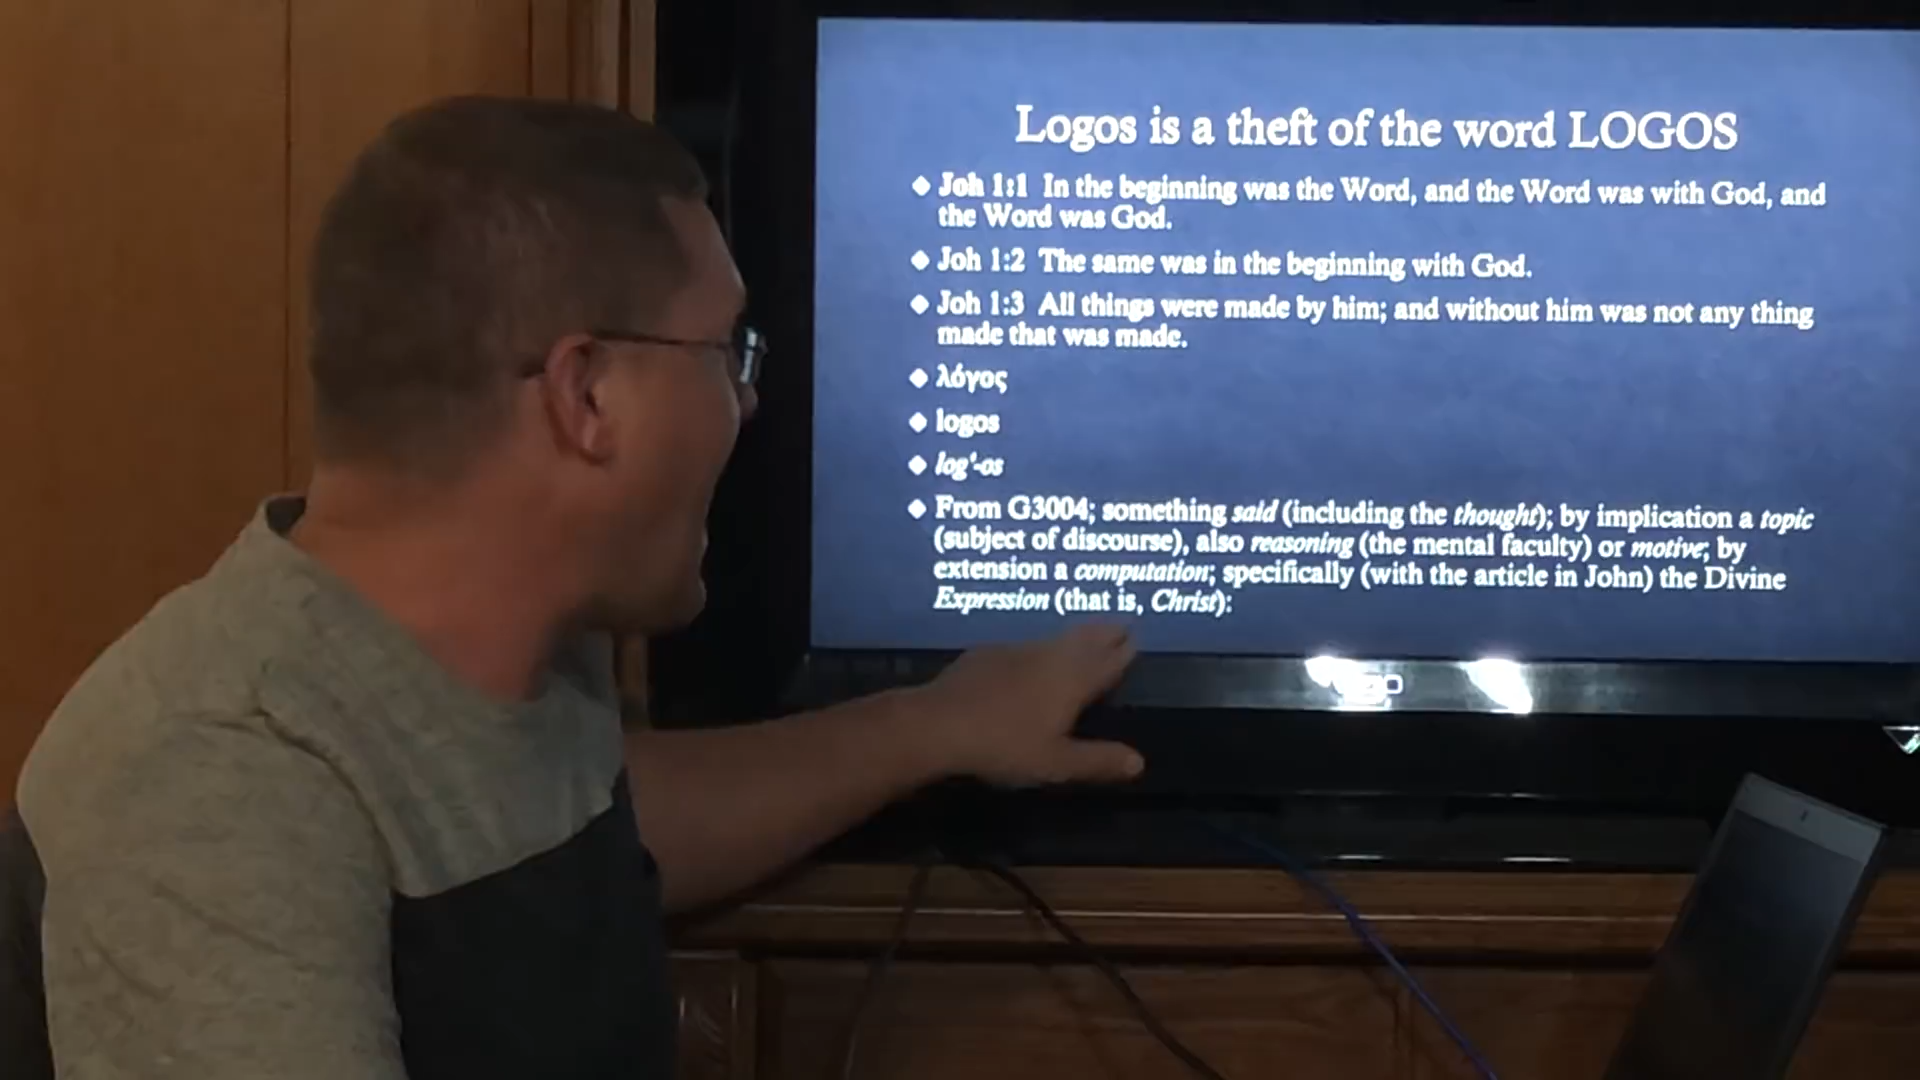 Logos is a theft of the word LOGOS
◆ Joh 1:1 In the beginning was the Word, and the Word was with God, and
the Word was God.
◆ Joh 1:2 The same was in the beginning with God.
◆ Joh 1:3 All things were made by him; and without him was not any thing
made that was made.
◆ λόγος
◆ logos
◆ log'-os
◆ From G3004; something said (including the thought); by implication a topic
(subject of discourse), also reasoning (the mental faculty) or motive; by
extension a computation; specifically (with the article in John) the Divine
Expression (that is, Christ):